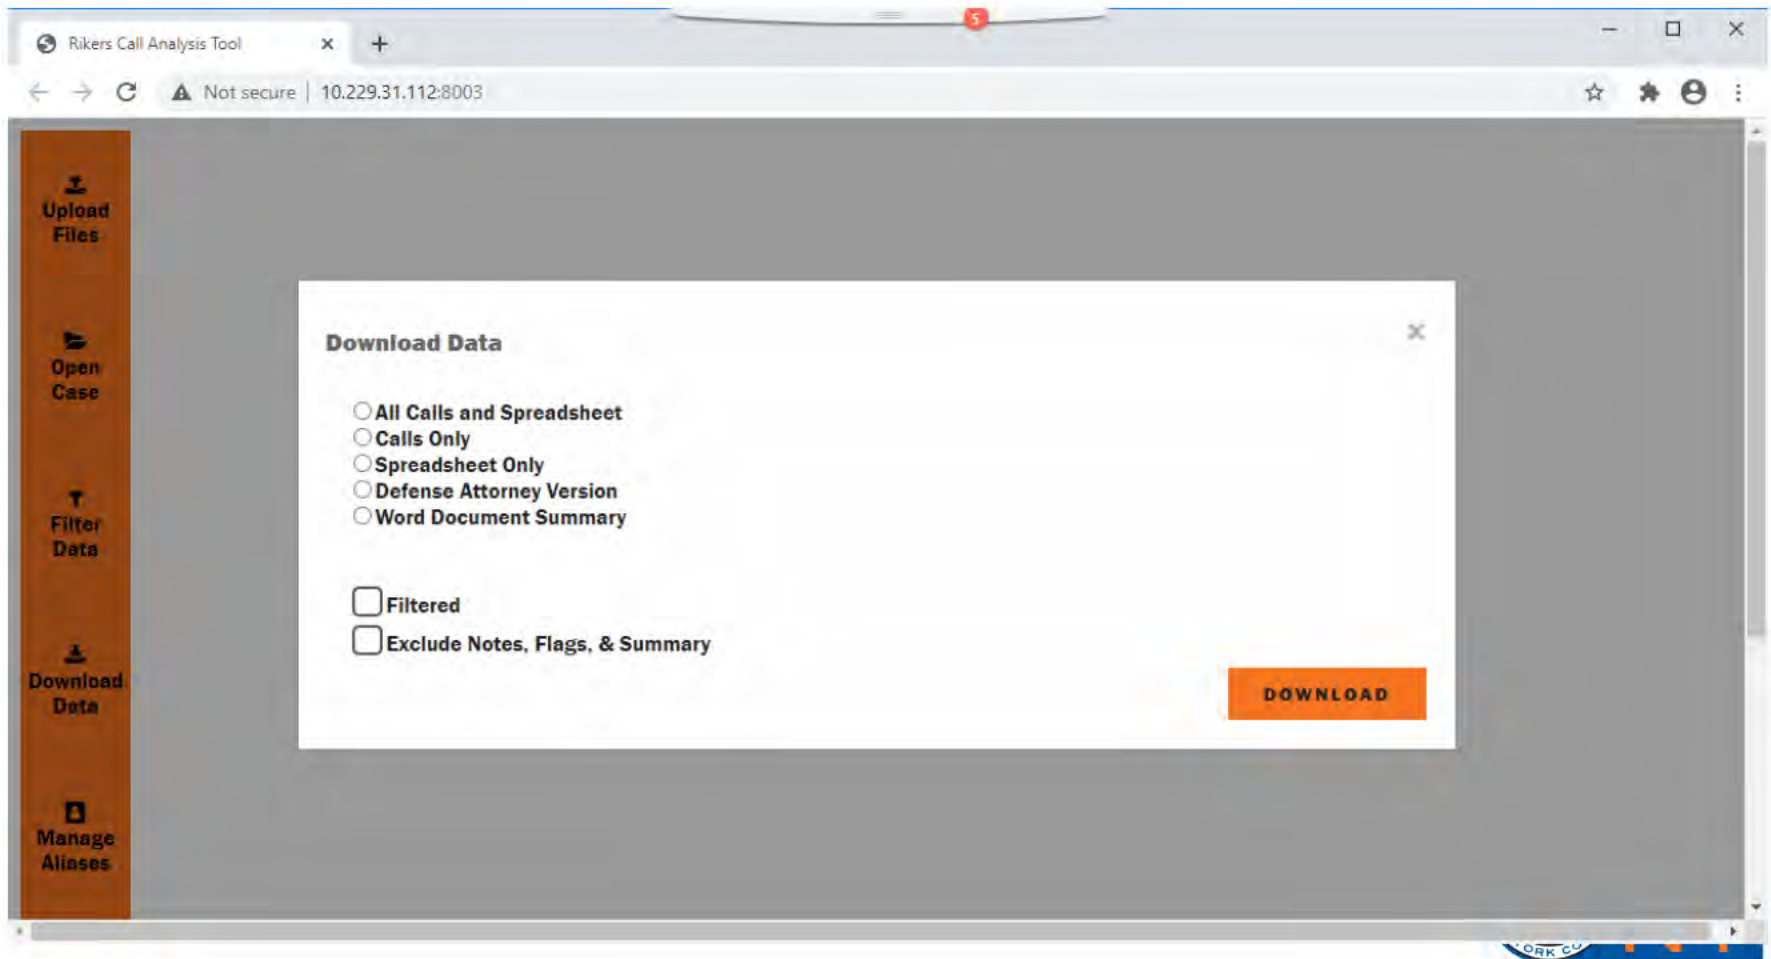 Rikers Call Analysis Tool
5
Not secure | 10.229.31.112:8003
Upload
Files
Open
Case
Filter
Data
Download
Data
Manage
Aliases
Download Data
All Calls and Spreadsheet
Calls Only
Spreadsheet Only
Defense Attorney Version
Word Document Summary
Filtered
Exclude Notes, Flags, & Summary
DOWNLOAD